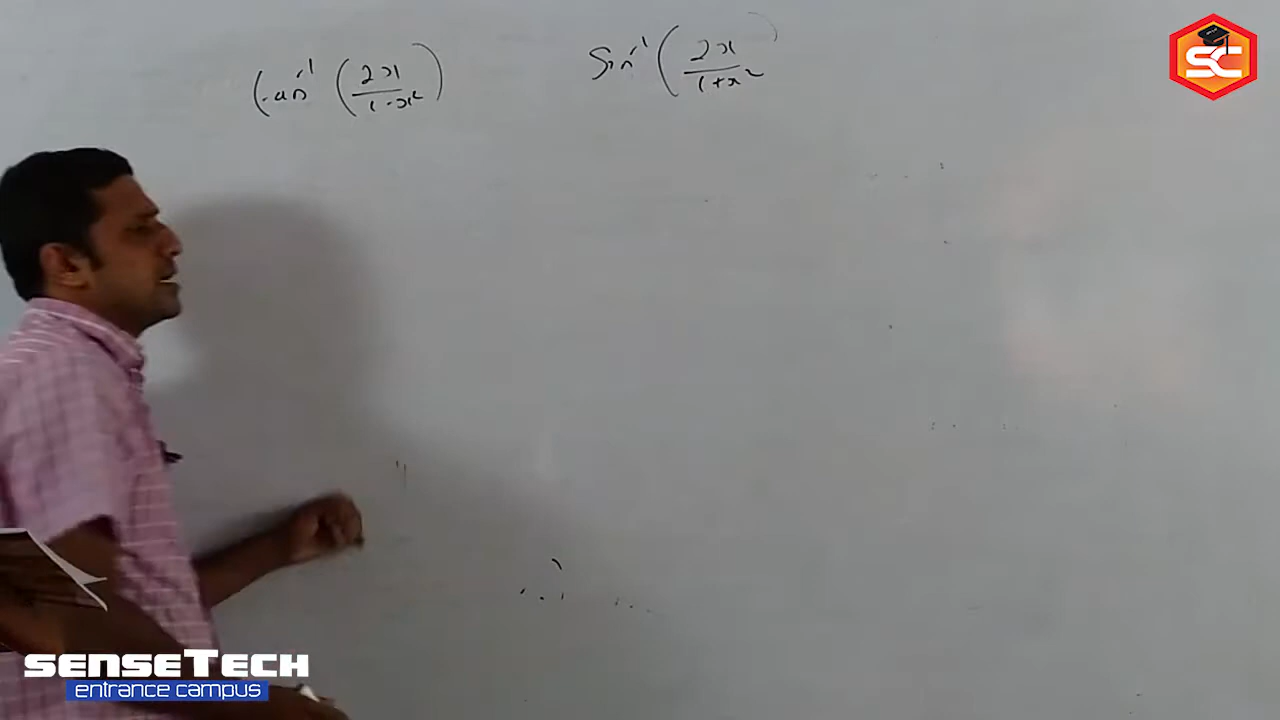 tan⁻¹ (2x/1-x²) Sin⁻¹ (2x/1+x²)
SC
SENSETECH
entrance campus